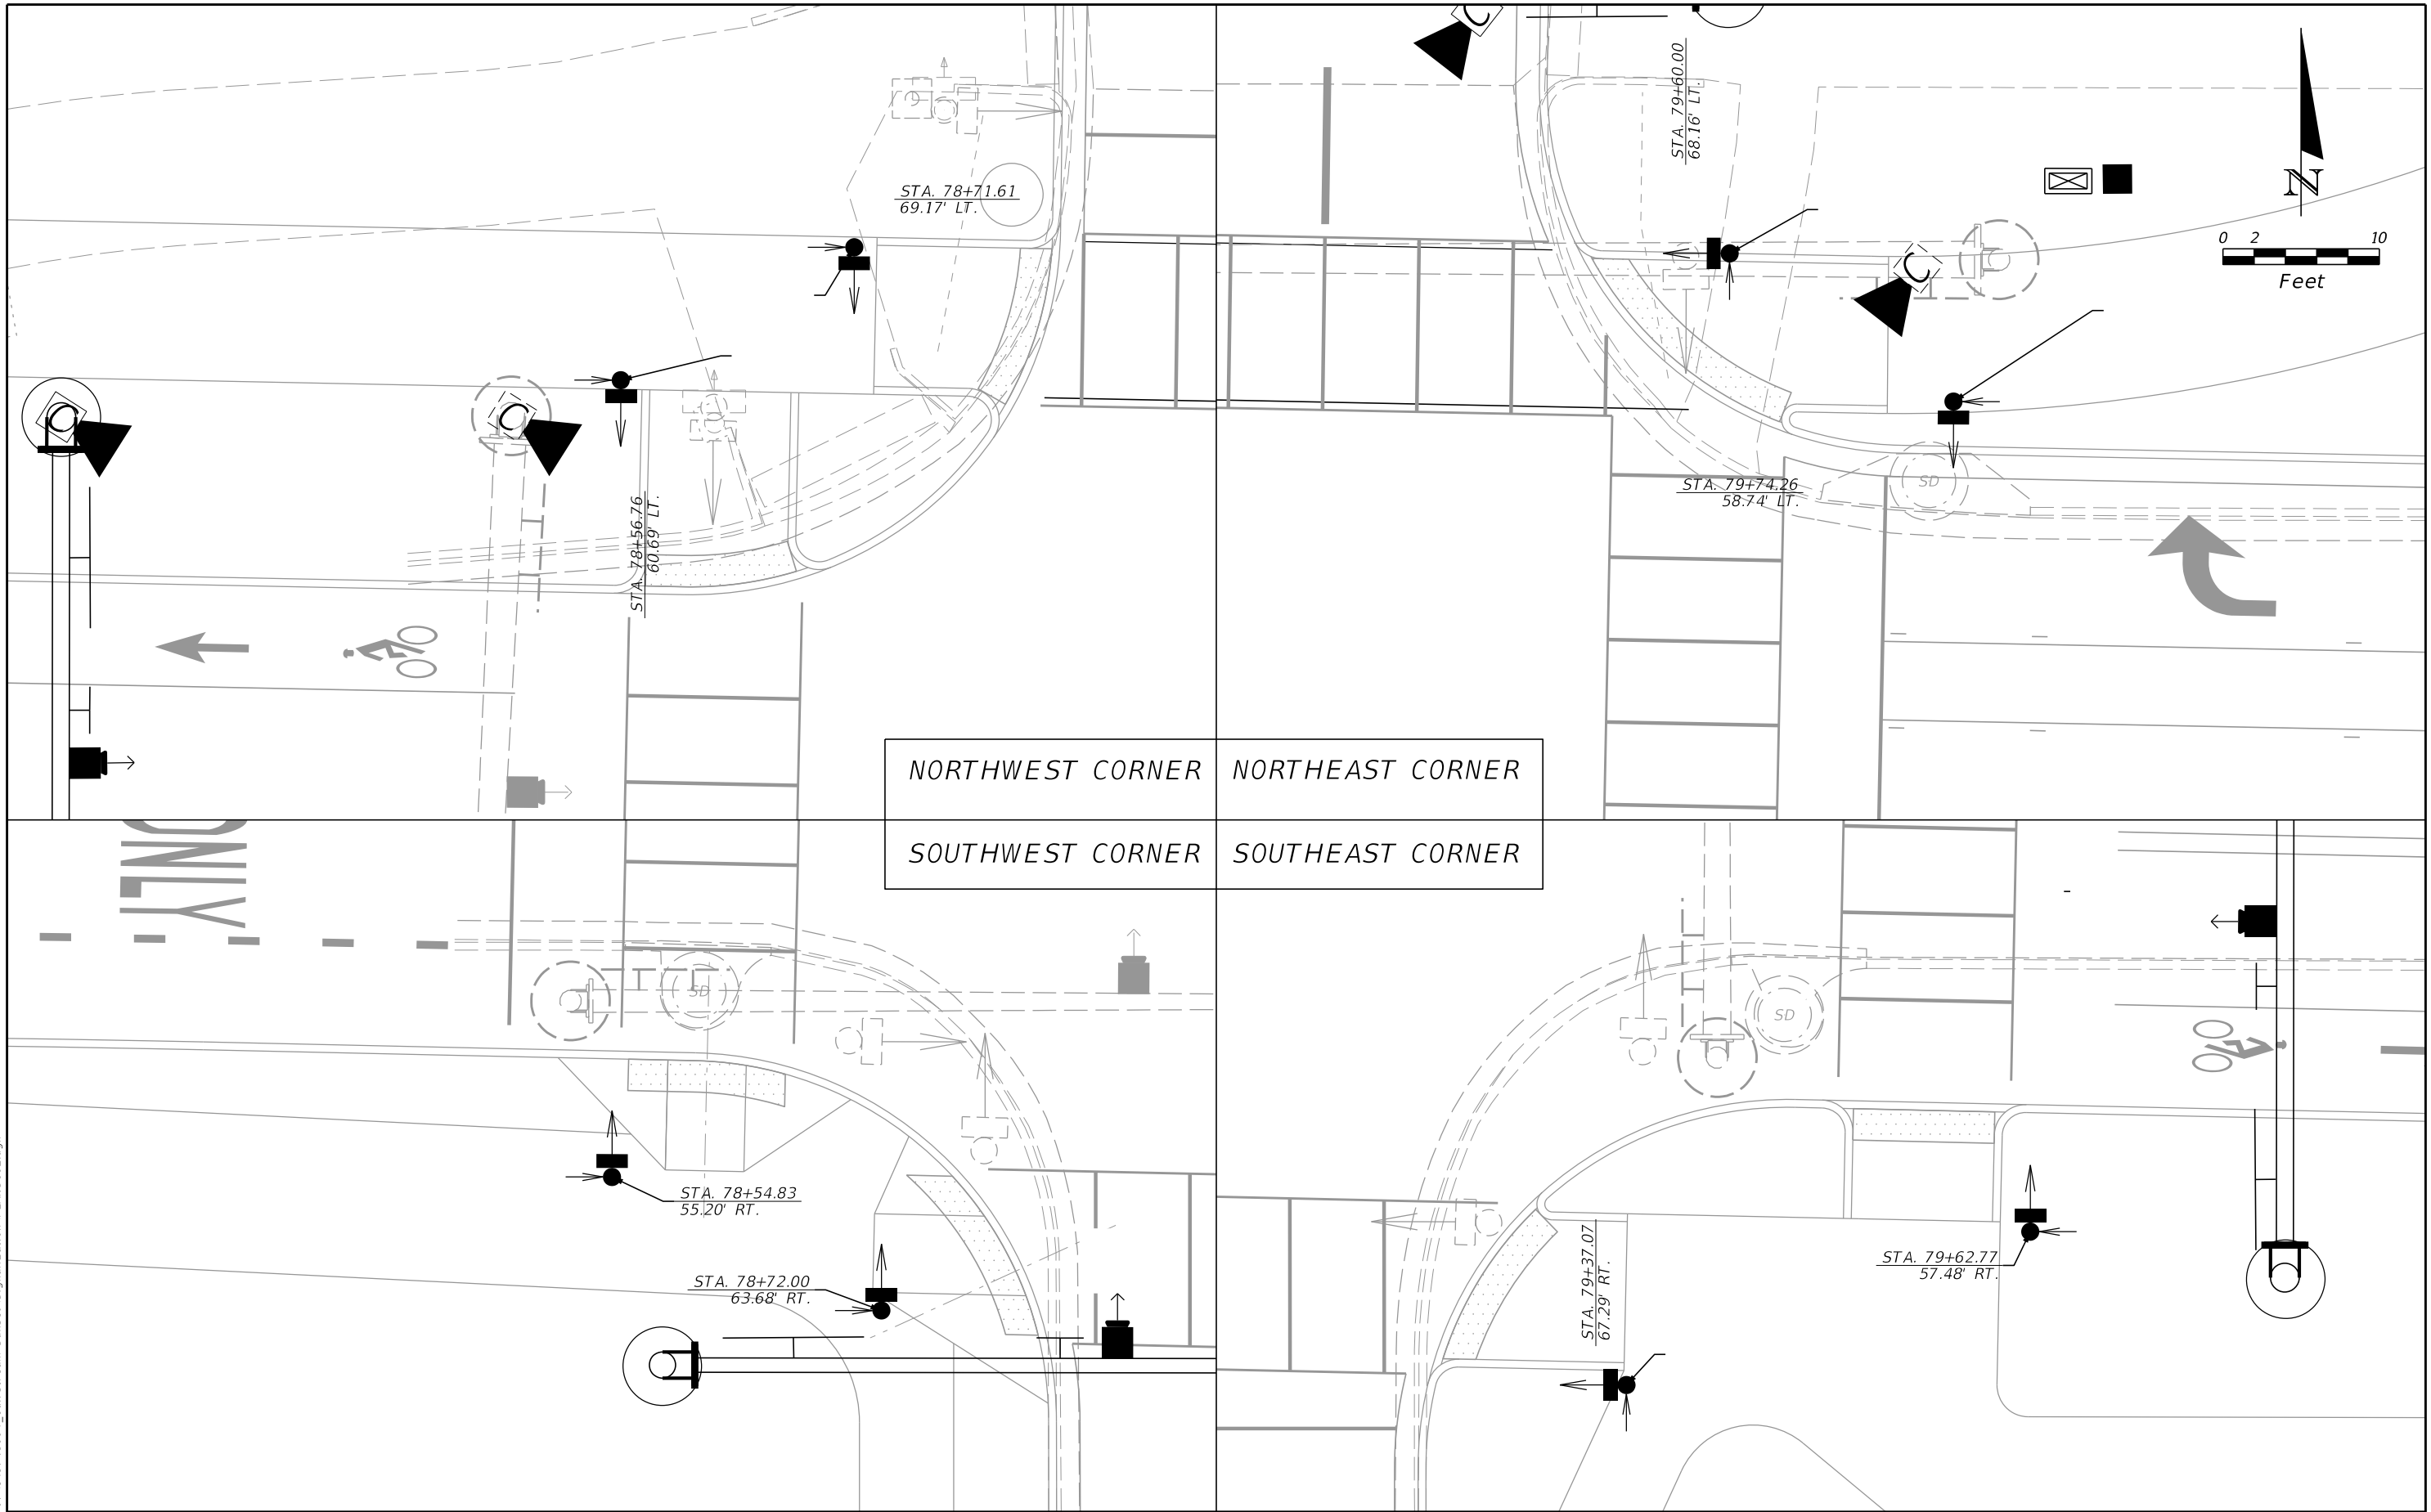 STA. 78+71.61
69.17' LT.
STA. 78+56.76
60.69' LT.
C
C
NORTHWEST CORNER
C
STA. 79+60.00
68.16' LT.
C
N
0 2 10
Feet
STA. 79+74.26
58.74' LT.
SD
NORTHEAST CORNER
SOUTHWEST CORNER
ONLY
SD
STA. 78+54.83
55.20' RT.
STA. 78+72.00
63.68' RT.
SOUTHEAST CORNER
SD
STA. 79+37.07
67.29' RT.
STA. 79+62.77
57.48' RT.